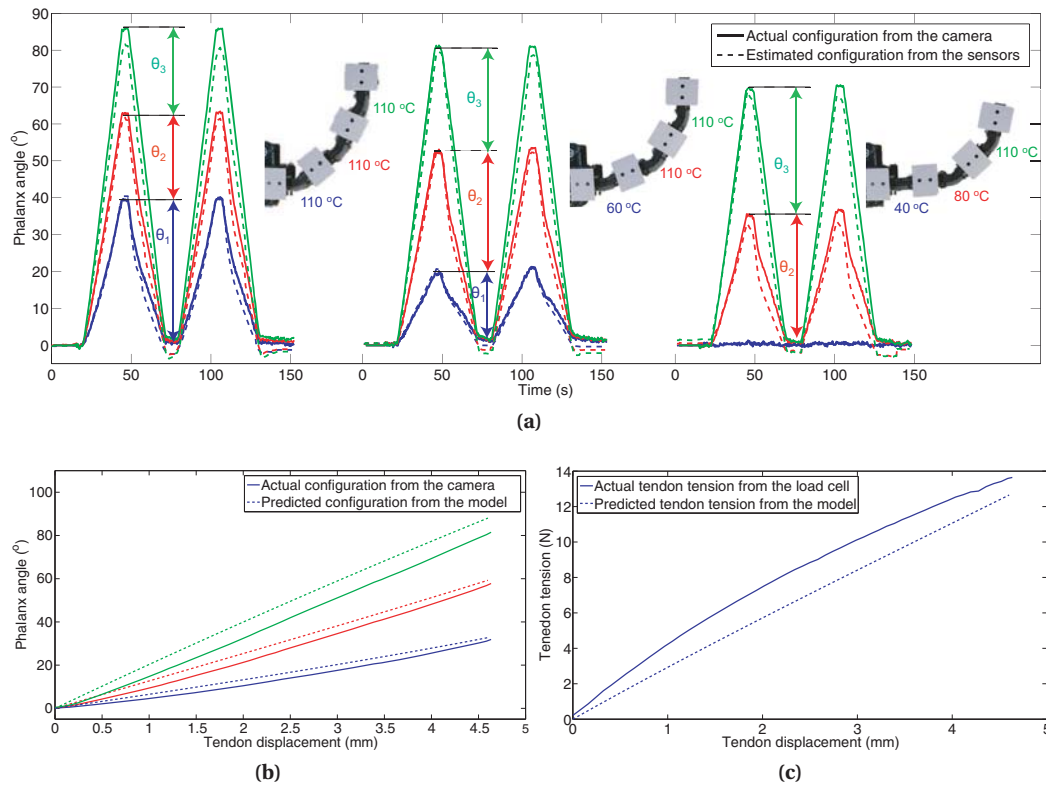 90
80
70
60
50
40
30
20
10
0
Phalanx angle (°)
Actual configuration from the camera
Estimated configuration from the sensors
θ3
θ2
θ1
110 °C
110 °C
110 °C
θ3
θ2
θ1
110 °C
110 °C
60 °C
θ3
θ2
110 °C
80 °C
40 °C
0 50 100 150 0 50 100 150 0 50 100 150
Time (s)
(a)
100
80
60
40
20
0
Phalanx angle (°)
Actual configuration from the camera
Predicted configuration from the model
0 0.5 1 1.5 2 2.5 3 3.5 4 4.5 5
Tendon displacement (mm)
(b)
14
12
10
8
6
4
2
0
Tenedon tension (N)
Actual tendon tension from the load cell
Predicted tendon tension from the model
0 1 2 3 4 5
Tendon displacement (mm)
(c)